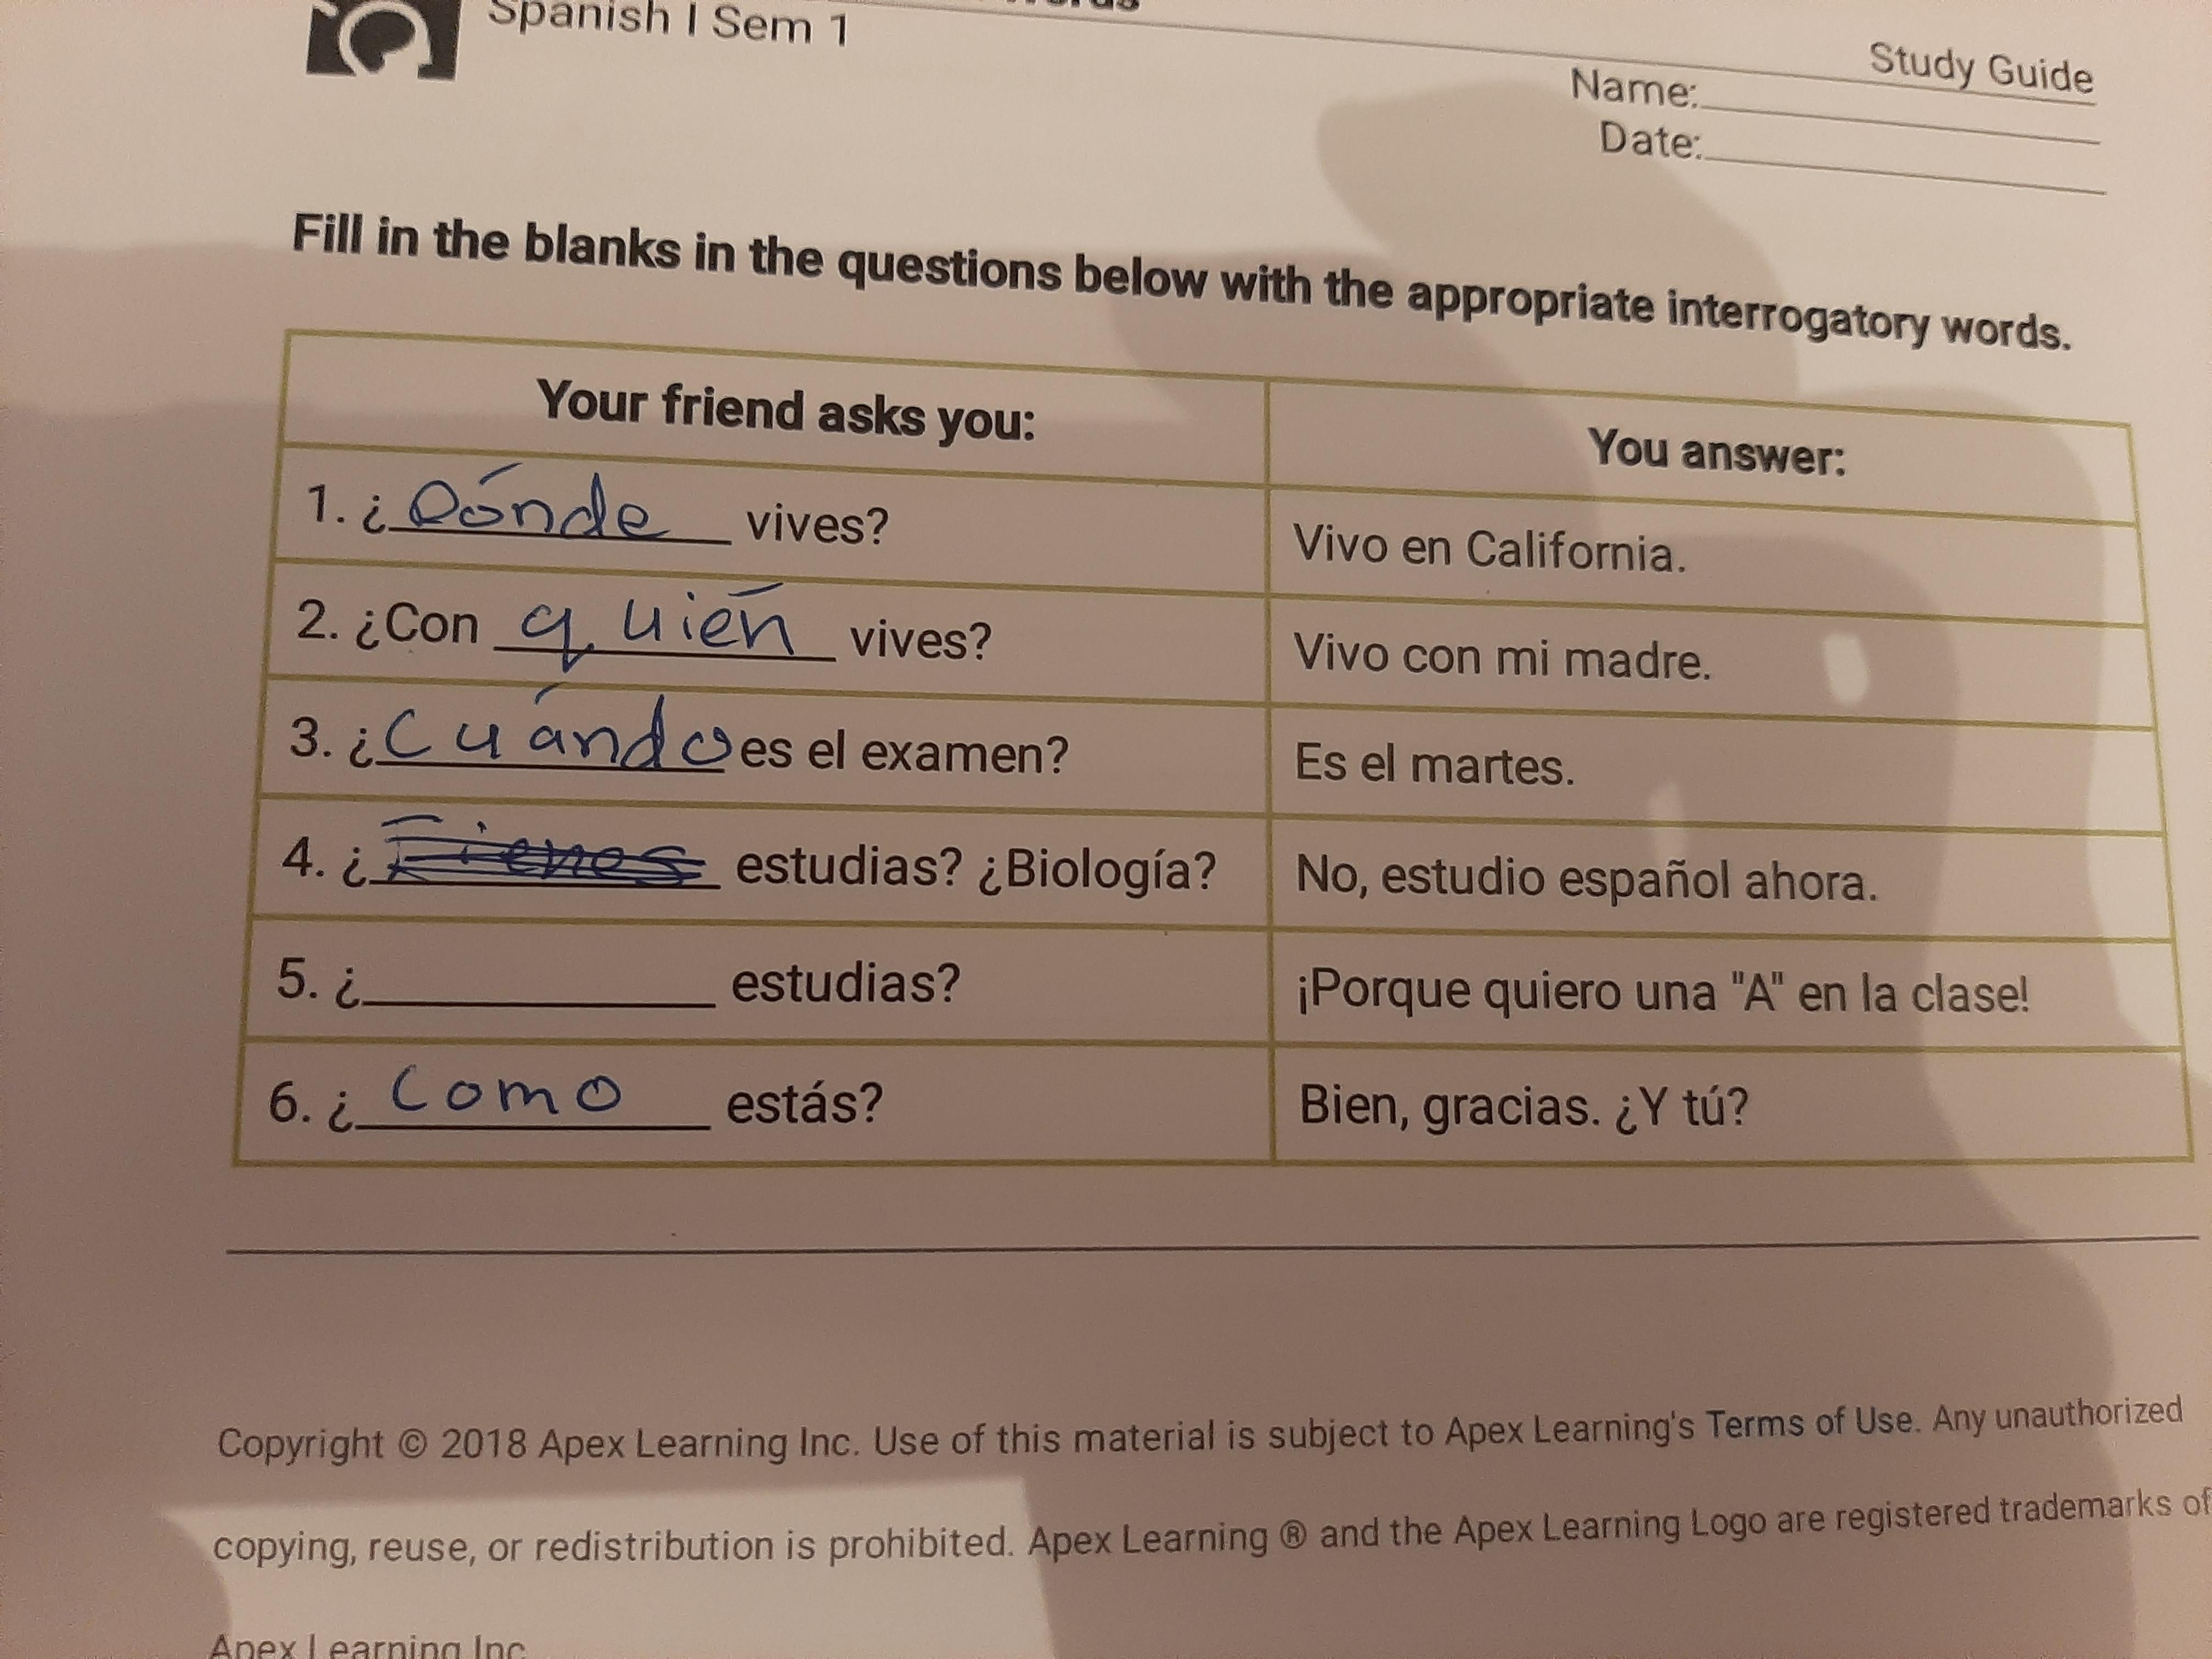 Spanish I Sem 1
Study Guide
Name:
Date:
Fill in the blanks in the questions below with the appropriate interrogatory words.
Your friend asks you:
You answer:
1. ¿ Dónde vives?
Vivo en California.
2. ¿Con quién vives?
Vivo con mi madre.
3. ¿ Cuándo es el examen?
Es el martes.
4. ¿ estudias? ¿Biología?
No, estudio español ahora.
5. ¿ estudias?
¡Porque quiero una "A" en la clase!
6. ¿ Como estás?
Bien, gracias. ¿Y tú?
Copyright © 2018 Apex Learning Inc. Use of this material is subject to Apex Learning's Terms of Use. Any unauthorized
copying, reuse, or redistribution is prohibited. Apex Learning ® and the Apex Learning Logo are registered trademarks of
Apex Learning Inc